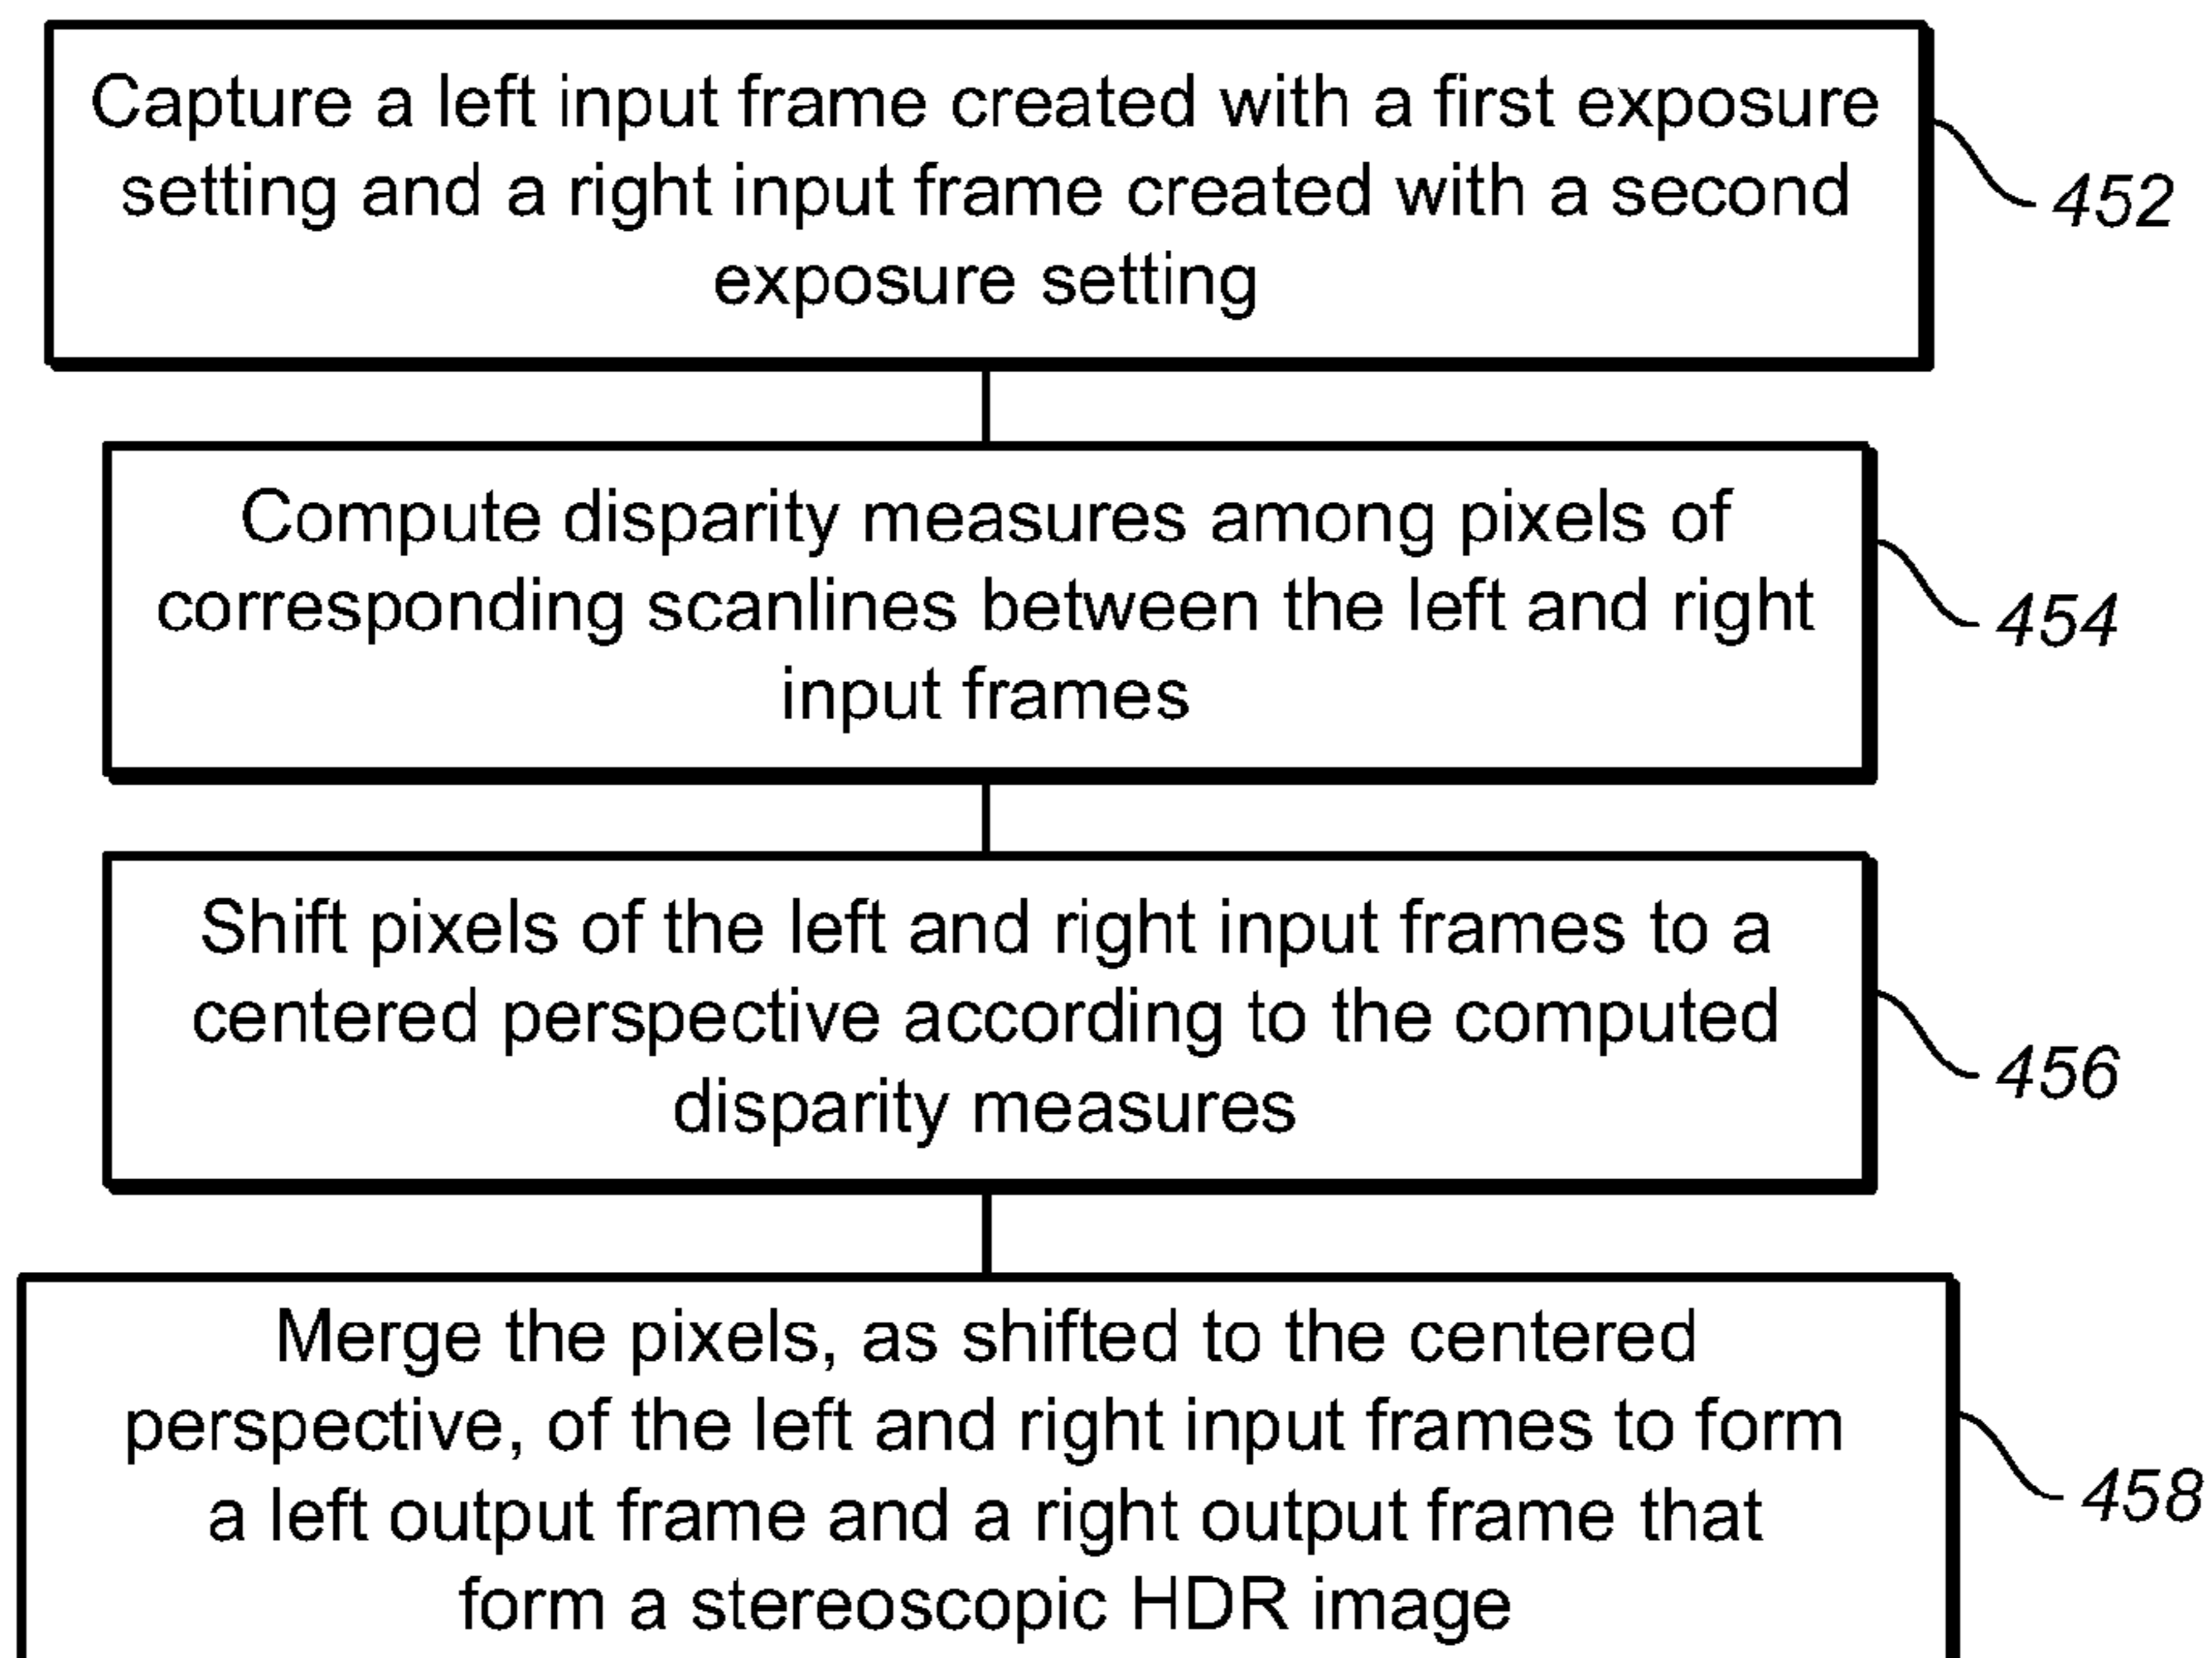 Capture a left input frame created with a first exposure
setting and a right input frame created with a second
exposure setting
452
Compute disparity measures among pixels of
corresponding scanlines between the left and right
input frames
454
Shift pixels of the left and right input frames to a
centered perspective according to the computed
disparity measures
456
Merge the pixels, as shifted to the centered
perspective, of the left and right input frames to form
a left output frame and a right output frame that
form a stereoscopic HDR image
458